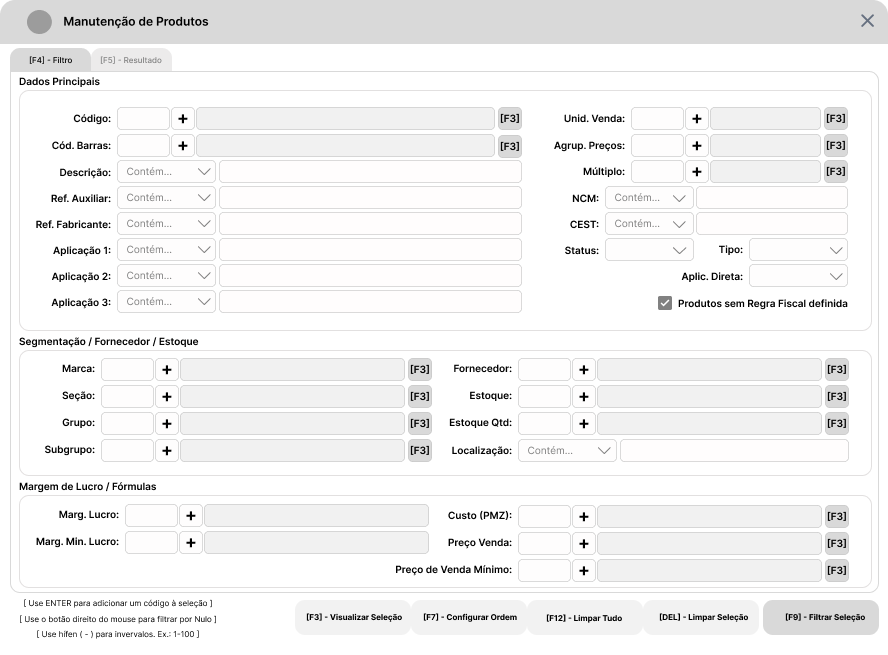 Manutenção de Produtos
[F4] - Filtro
[F5] - Resultado
Dados Principais
Código:
[F3]
Unid. Venda:
[F3]
Cód. Barras:
[F3]
Agrup. Preços:
[F3]
Descrição:
Contém...
Múltiplo:
[F3]
Ref. Auxiliar:
Contém...
NCM:
Contém...
Ref. Fabricante:
Contém...
CEST:
Contém...
Aplicação 1:
Contém...
Status:
Tipo:
Aplicação 2:
Contém...
Aplic. Direta:
Aplicação 3:
Contém...
Produtos sem Regra Fiscal definida
Segmentação / Fornecedor / Estoque
Marca:
[F3]
Fornecedor:
[F3]
Seção:
[F3]
Estoque:
[F3]
Grupo:
[F3]
Estoque Qtd:
[F3]
Subgrupo:
[F3]
Localização:
Contém...
Margem de Lucro / Fórmulas
Marg. Lucro:
Custo (PMZ):
[F3]
Marg. Min. Lucro:
Preço Venda:
[F3]
Preço de Venda Mínimo:
[F3]
[ Use ENTER para adicionar um código à seleção ]
[ Use o botão direito do mouse para filtrar por Nulo ]
[ Use hífen ( - ) para invervalos. Ex.: 1-100 ]
[F3] - Visualizar Seleção
[F7] - Configurar Ordem
[F12] - Limpar Tudo
[DEL] - Limpar Seleção
[F9] - Filtrar Seleção